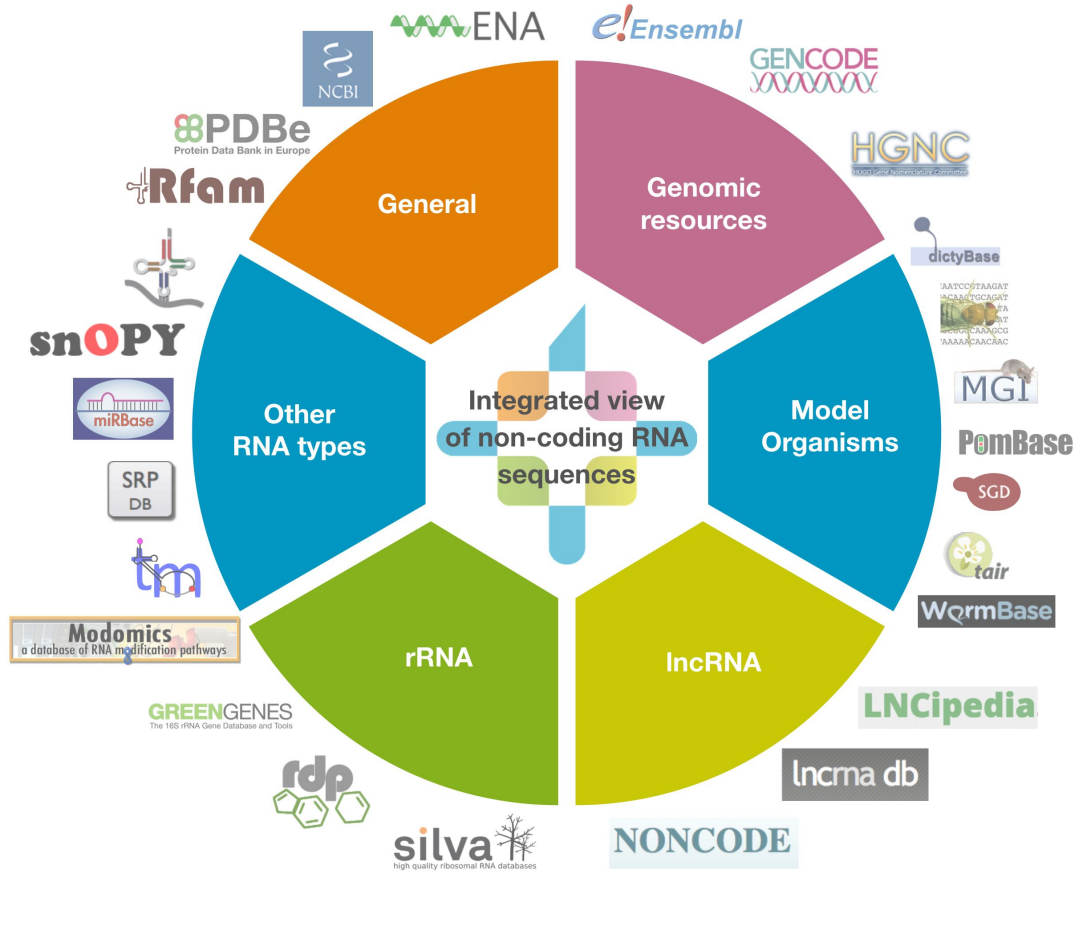 ENA
e!Ensembl
NCBI
GENCODE
PDBe
Protein Data Bank in Europe
HGNC
HUGO Gene Nomenclature Committee
Rfam
General
Genomic
resources
dictyBase
AATCCGTAAGAT
snOPY
MGI
miRBase
Other
RNA types
Integrated view
of non-coding RNA
sequences
Model
Organisms
PomBase
SRP
DB
SGD
tm
tair
WormBase
Modomics
a database of RNA modification pathways
rRNA
lncRNA
GREENGENES
The 16S rRNA Gene Database and Tools
LNCipedia
rdp
lncrna db
silva
high quality ribosomal RNA databases
NONCODE